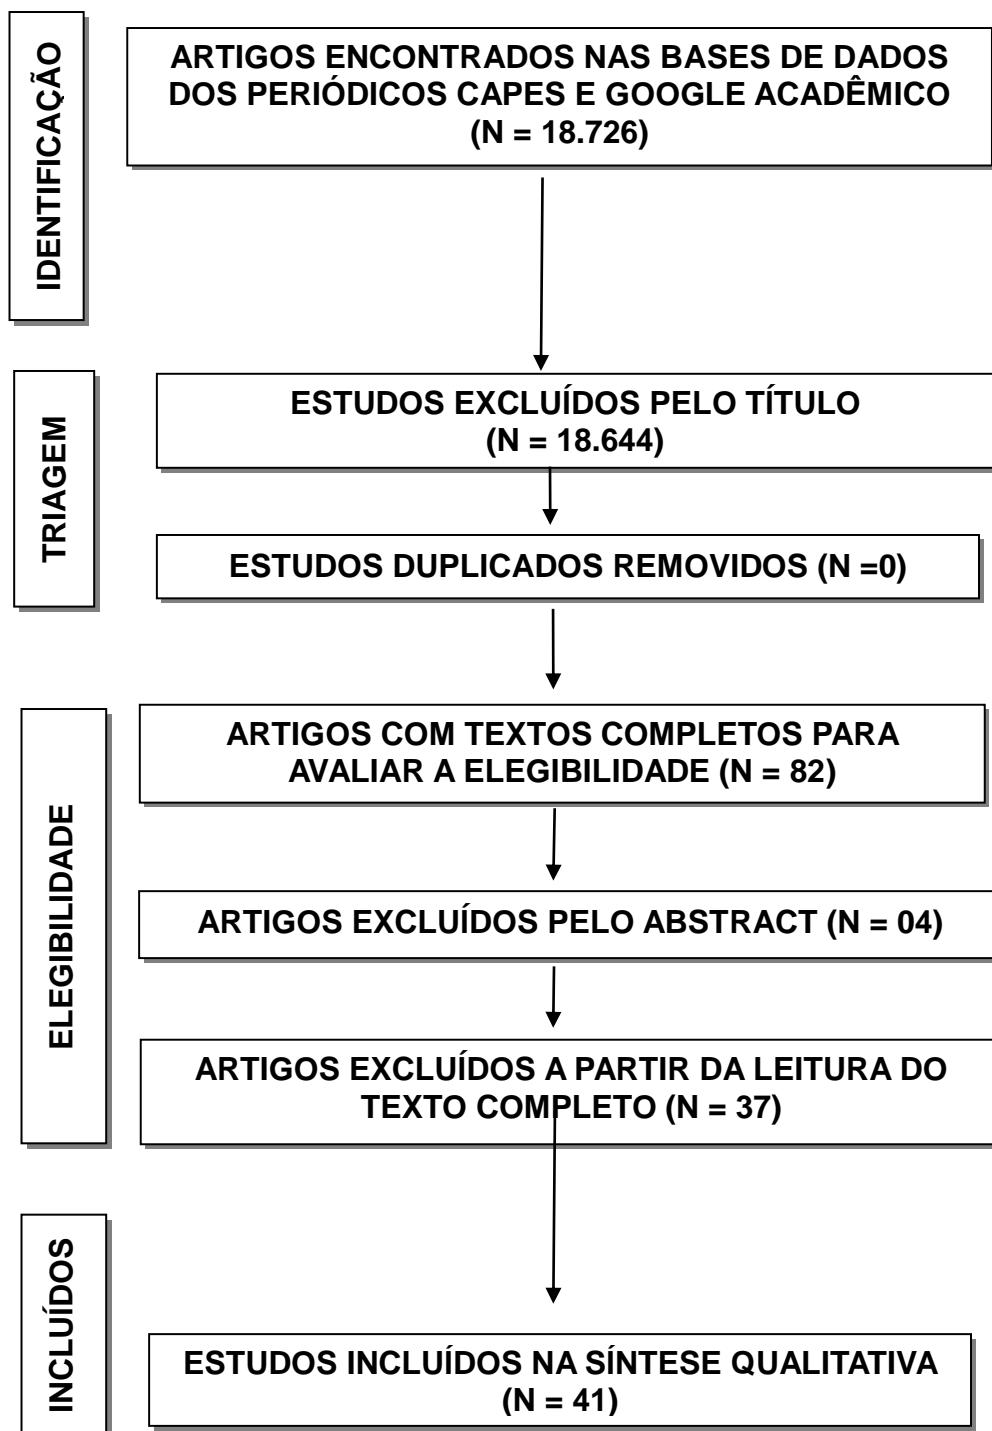 IDENTIFICAÇÃO
ARTIGOS ENCONTRADOS NAS BASES DE DADOS
DOS PERIÓDICOS CAPES E GOOGLE ACADÊMICO
(N = 18.726)
TRIAGEM
ESTUDOS EXCLUÍDOS PELO TÍTULO
(N = 18.644)
ESTUDOS DUPLICADOS REMOVIDOS (N =0)
ELEGIBILIDADE
ARTIGOS COM TEXTOS COMPLETOS PARA
AVALIAR A ELEGIBILIDADE (N = 82)
ARTIGOS EXCLUÍDOS PELO ABSTRACT (N = 04)
ARTIGOS EXCLUÍDOS A PARTIR DA LEITURA DO
TEXTO COMPLETO (N = 37)
INCLUÍDOS
ESTUDOS INCLUÍDOS NA SÍNTESE QUALITATIVA
(N = 41)